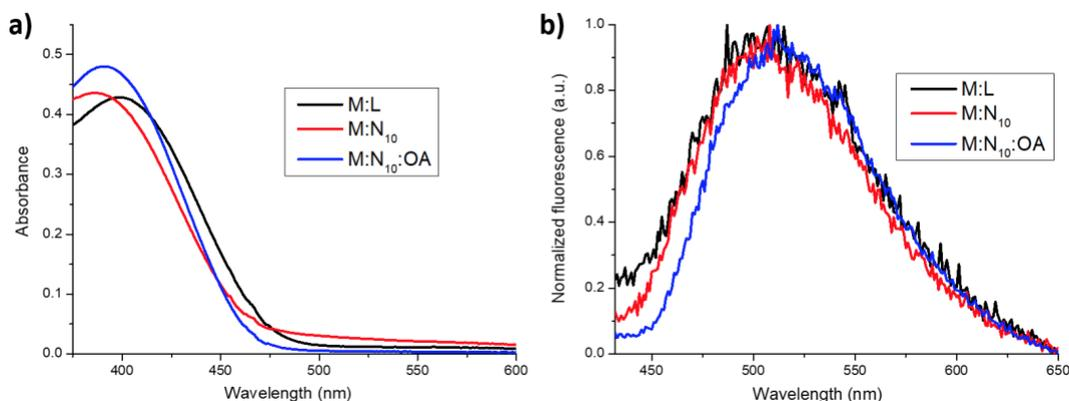 a)
0.5
0.4
0.3
0.2
0.1
0.0
Absorbance
400
450
500
550
600
Wavelength (nm)
M:L
M:N₁₀
M:N₁₀:OA
b)
1.0
0.8
0.6
0.4
0.2
0.0
Normalized fluorescence (a.u.)
450
500
550
600
650
Wavelength (nm)
M:L
M:N₁₀
M:N₁₀:OA